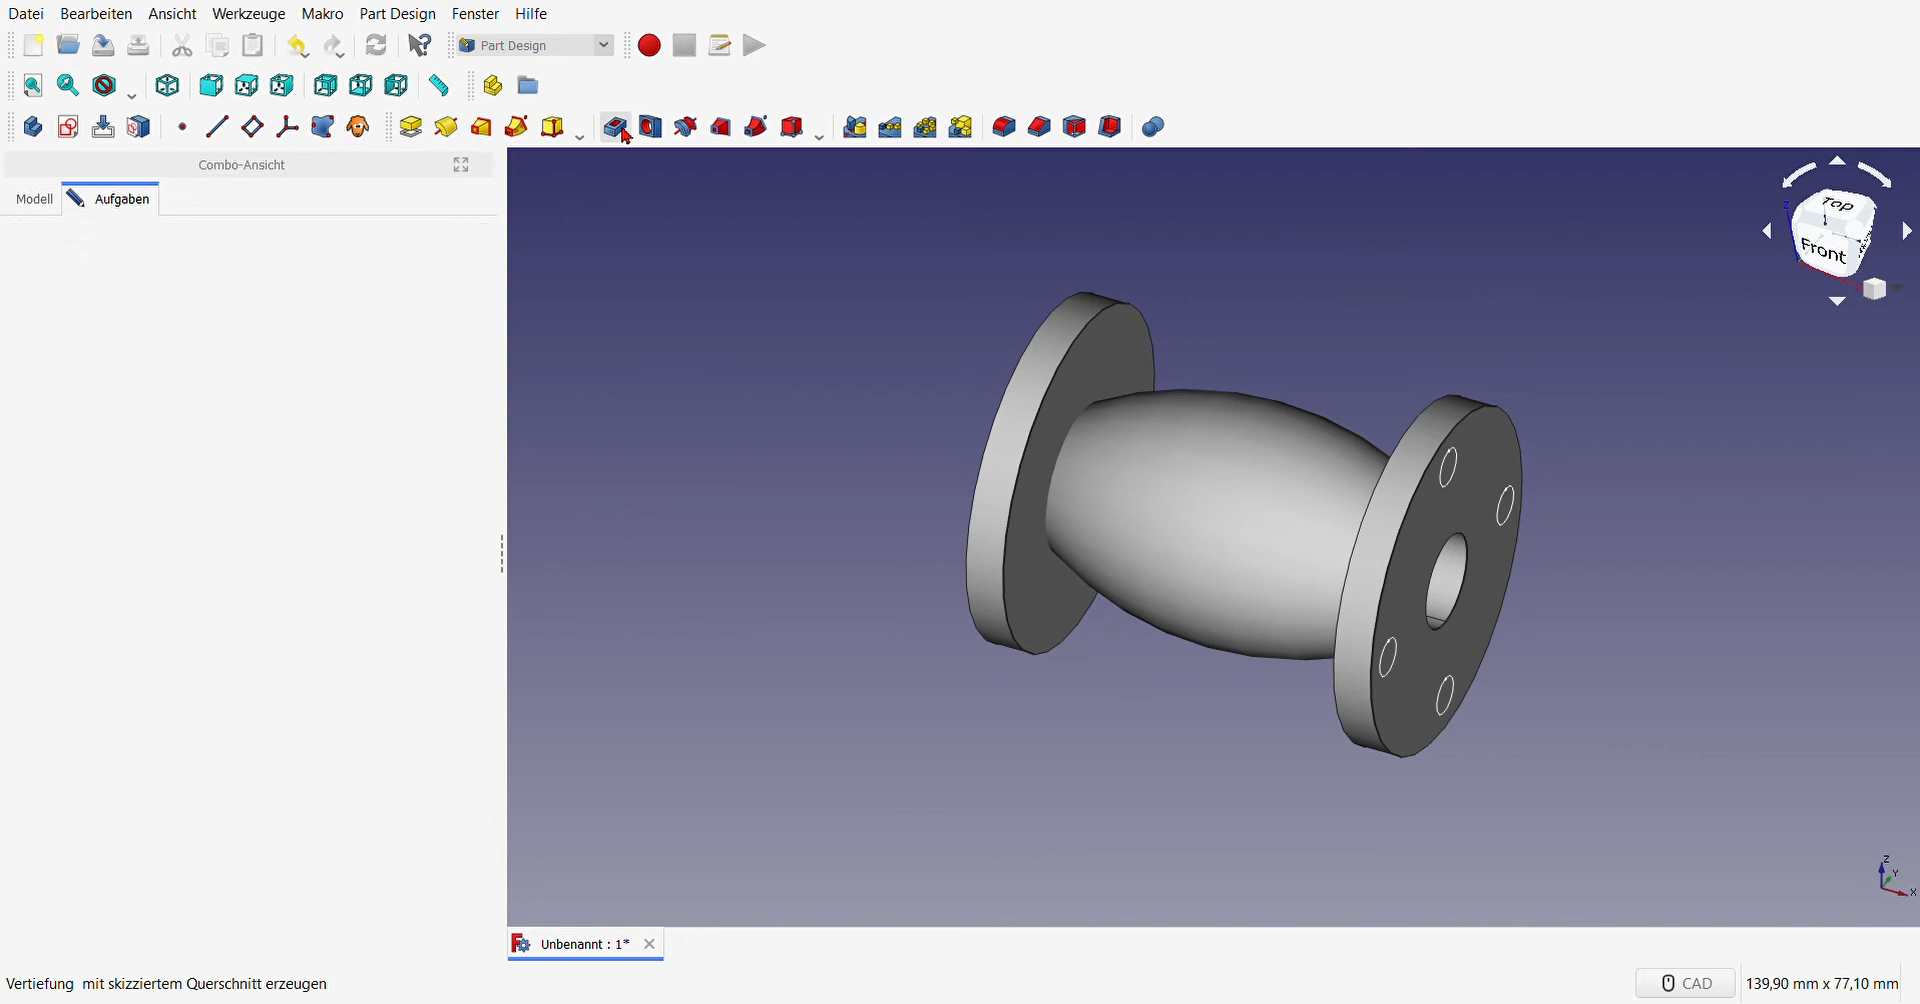 Datei Bearbeiten Ansicht Werkzeuge Makro Part Design Fenster Hilfe
Part Design
Combo-Ansicht
Modell Aufgaben
Top
Front
Z
Z
Y
X
Unbenannt : 1*
Vertiefung mit skizziertem Querschnitt erzeugen
CAD 139,90 mm x 77,10 mm